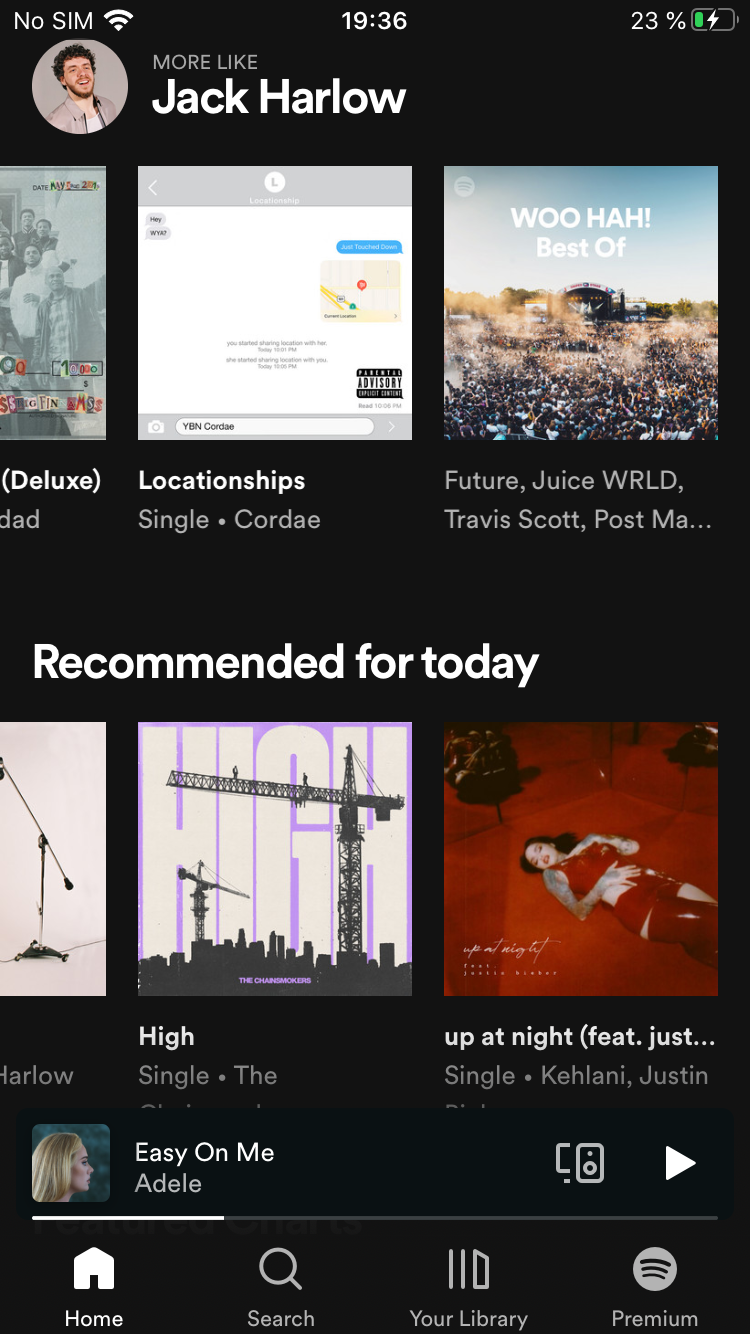 No SIM 19:36 23 %
MORE LIKE
Jack Harlow
DATE:
10,000
$
L
Locationship
Hey
WYA?
Just Touched Down
Current Location
you started sharing location with her.
Today 10:01 PM
she started sharing location with you.
Today 10:05 PM
PARENTAL
ADVISORY
EXPLICIT CONTENT
Read 10:06 PM
YBN Cordae
WOO HAH!
Best Of
(Deluxe)
dad
Locationships
Single • Cordae
Future, Juice WRLD,
Travis Scott, Post Ma...
Recommended for today
HIGH
THE CHAINSMOKERS
up at night
feat.
justin bieber
Harlow
High
Single • The
up at night (feat. just...
Single • Kehlani, Justin
Easy On Me
Adele
Featured Charts
Home
Search
Your Library
Premium